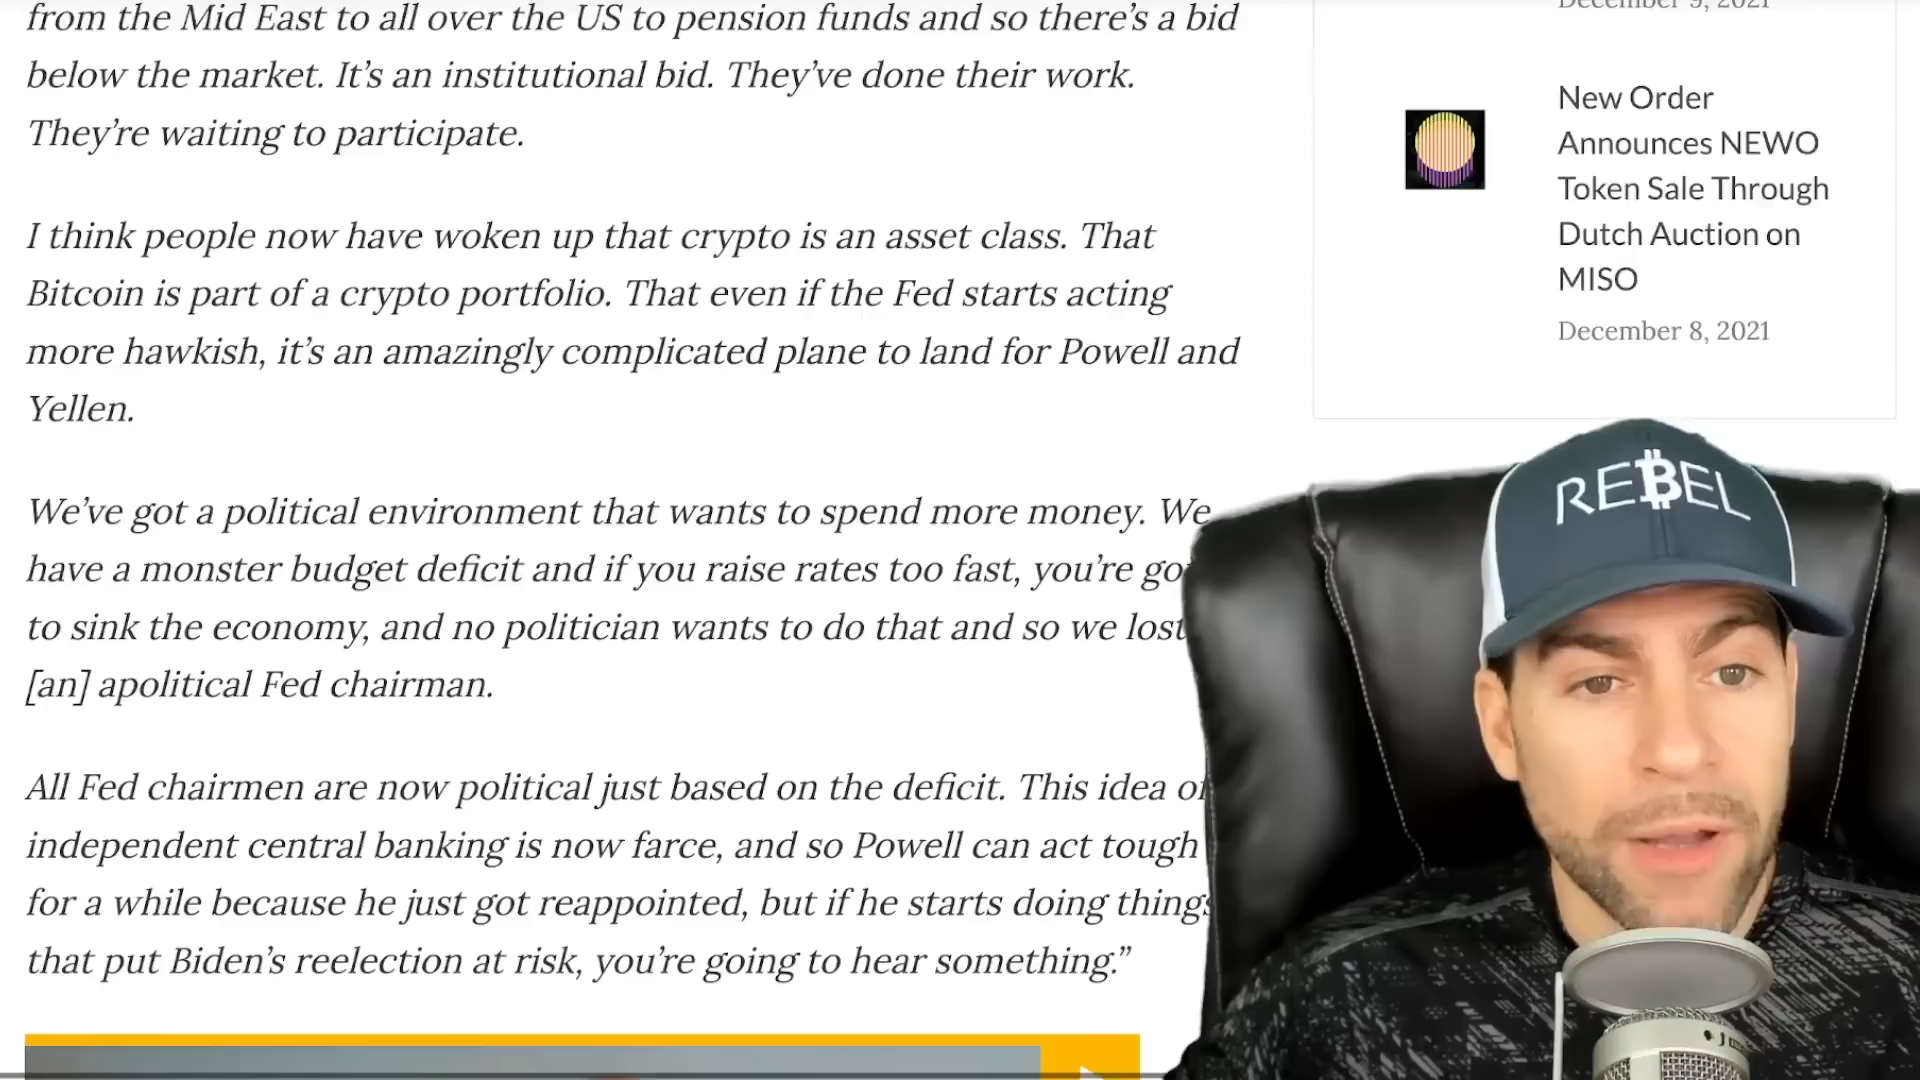 from the Mid East to all over the US to pension funds and so there’s a bid
below the market. It’s an institutional bid. They’ve done their work.
They’re waiting to participate.
I think people now have woken up that crypto is an asset class. That
Bitcoin is part of a crypto portfolio. That even if the Fed starts acting
more hawkish, it’s an amazingly complicated plane to land for Powell and
Yellen.
We’ve got a political environment that wants to spend more money. We
have a monster budget deficit and if you raise rates too fast, you’re
to sink the economy, and no politician wants to do that and so we lost
[an] apolitical Fed chairman.
All Fed chairmen are now political just based on the deficit. This idea of
independent central banking is now farce, and so Powell can act tough
for a while because he just got reappointed, but if he starts doing things
that put Biden’s reelection at risk, you’re going to hear something.”
December 9, 2021
New Order
Announces NEWO
Token Sale Through
Dutch Auction on
MISO
December 8, 2021
REBEL